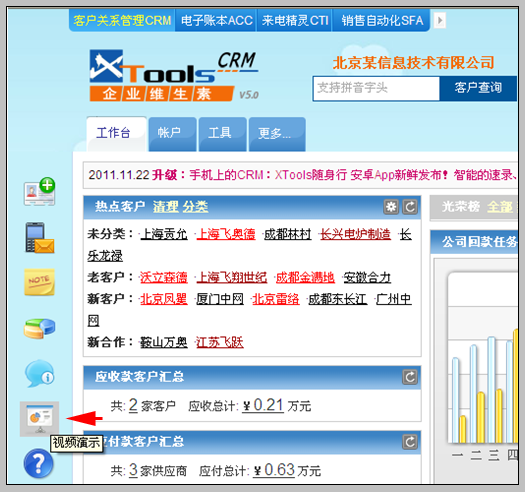 客户关系管理CRM 电子账本ACC 来电精灵CTI 销售自动化SFA
XTools CRM
企业维生素 V5.0
北京某信息技术有限公司
支持拼音字头 客户查询
工作台 帐户 工具 更多...
2011.11.22 升级：手机上的CRM：XTools随身行 安卓App新鲜发布！智能的速录、
热点客户 清理 分类
光荣榜 全部
未分类：·上海贡允 ·上海飞奥德 ·成都林村 ·长兴电炉制造 ·长
乐龙禄
老客户：·沃立森德 ·上海飞翔世纪 ·成都金满地 ·安徽合力
新客户：·北京凤翼 ·厦门中网 ·北京雷络 ·成都东长江 ·广州中
网
新合作：·鞍山万奥 ·江苏飞跃
公司回款任务
NOTE
应收款客户汇总
共: 2 家客户 应收总计: ¥ 0.21 万元
视频演示
应付款客户汇总
共: 3 家供应商 应付总计: ¥ 0.63 万元
一 二 三 四